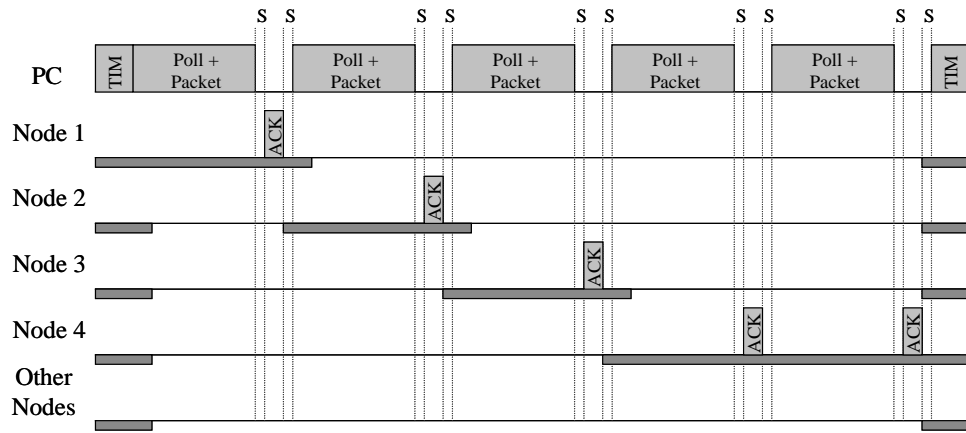 S S S S S S S S S S
PC
TIM
Poll +
Packet
Poll +
Packet
Poll +
Packet
Poll +
Packet
Poll +
Packet
TIM
Node 1
ACK
Node 2
ACK
Node 3
ACK
Node 4
ACK
ACK
Other
Nodes